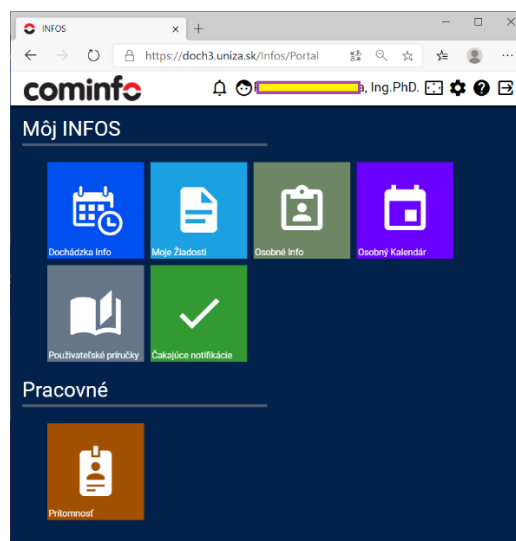 INFOS
https://doch3.uniza.sk/Infos/Portal
cominfo
, Ing.PhD.
Môj INFOS
Dochádzka Info
Moje Žiadosti
Osobné Info
Osobný Kalendár
Používateľské príručky
Čakajúce notifikácie
Pracovné
Prítomnosť